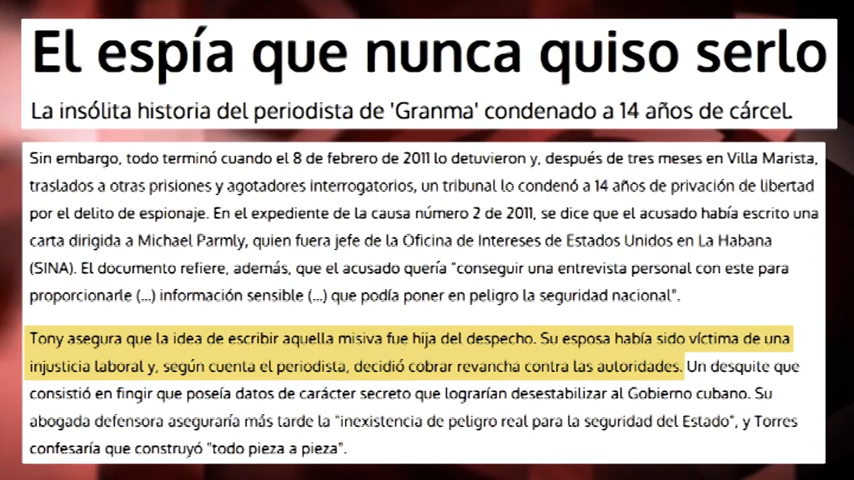 El espía que nunca quiso serlo
La insólita historia del periodista de 'Granma' condenado a 14 años de cárcel.
Sin embargo, todo terminó cuando el 8 de febrero de 2011 lo detuvieron y, después de tres meses en Villa Marista,
traslados a otras prisiones y agotadores interrogatorios, un tribunal lo condenó a 14 años de privación de libertad
por el delito de espionaje. En el expediente de la causa número 2 de 2011, se dice que el acusado había escrito una
carta dirigida a Michael Parmly, quien fuera jefe de la Oficina de Intereses de Estados Unidos en La Habana
(SINA). El documento refiere, además, que el acusado quería "conseguir una entrevista personal con este para
proporcionarle (...) información sensible (...) que podía poner en peligro la seguridad nacional".
Tony asegura que la idea de escribir aquella misiva fue hija del despecho. Su esposa había sido víctima de una
injusticia laboral y, según cuenta el periodista, decidió cobrar revancha contra las autoridades. Un desquite que
consistió en fingir que poseía datos de carácter secreto que lograrían desestabilizar al Gobierno cubano. Su
abogada defensora aseguraría más tarde la "inexistencia de peligro real para la seguridad del Estado", y Torres
confesaría que construyó "todo pieza a pieza".